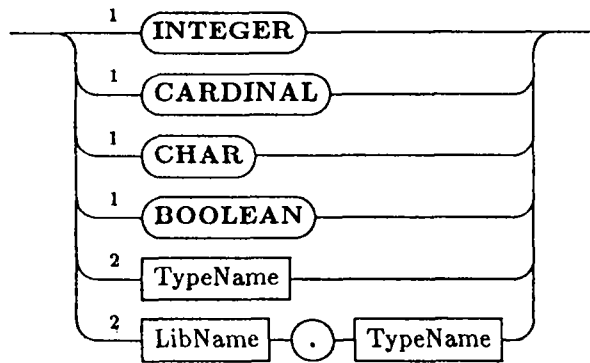 1 INTEGER
1 CARDINAL
1 CHAR
1 BOOLEAN
2 TypeName
2 LibName . TypeName